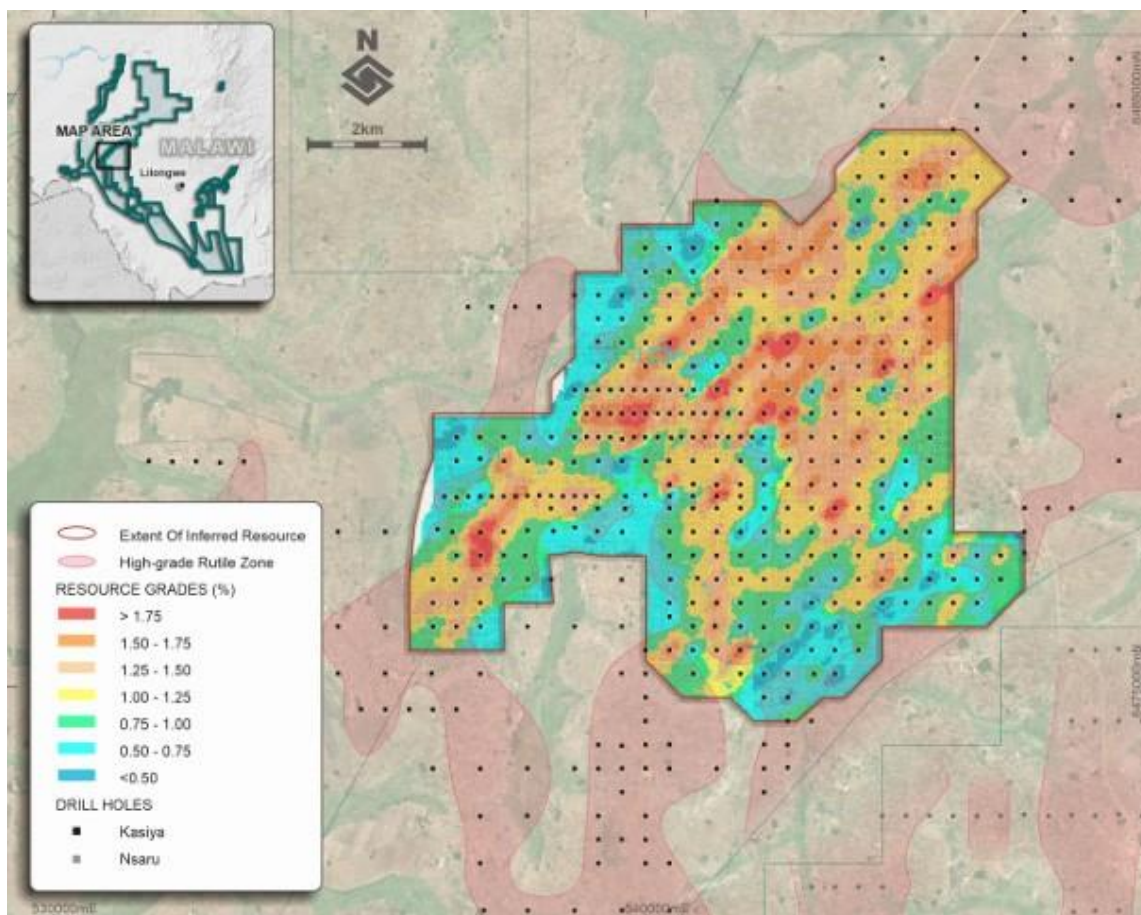 MAP AREA
MALAWI
Lilongwe
N
2km
Extent Of Inferred Resource
High-grade Rutile Zone
RESOURCE GRADES (%)
> 1.75
1.50 - 1.75
1.25 - 1.50
1.00 - 1.25
0.75 - 1.00
0.50 - 0.75
<0.50
DRILL HOLES
Kasiya
Nsaru
530000mE
540000mE